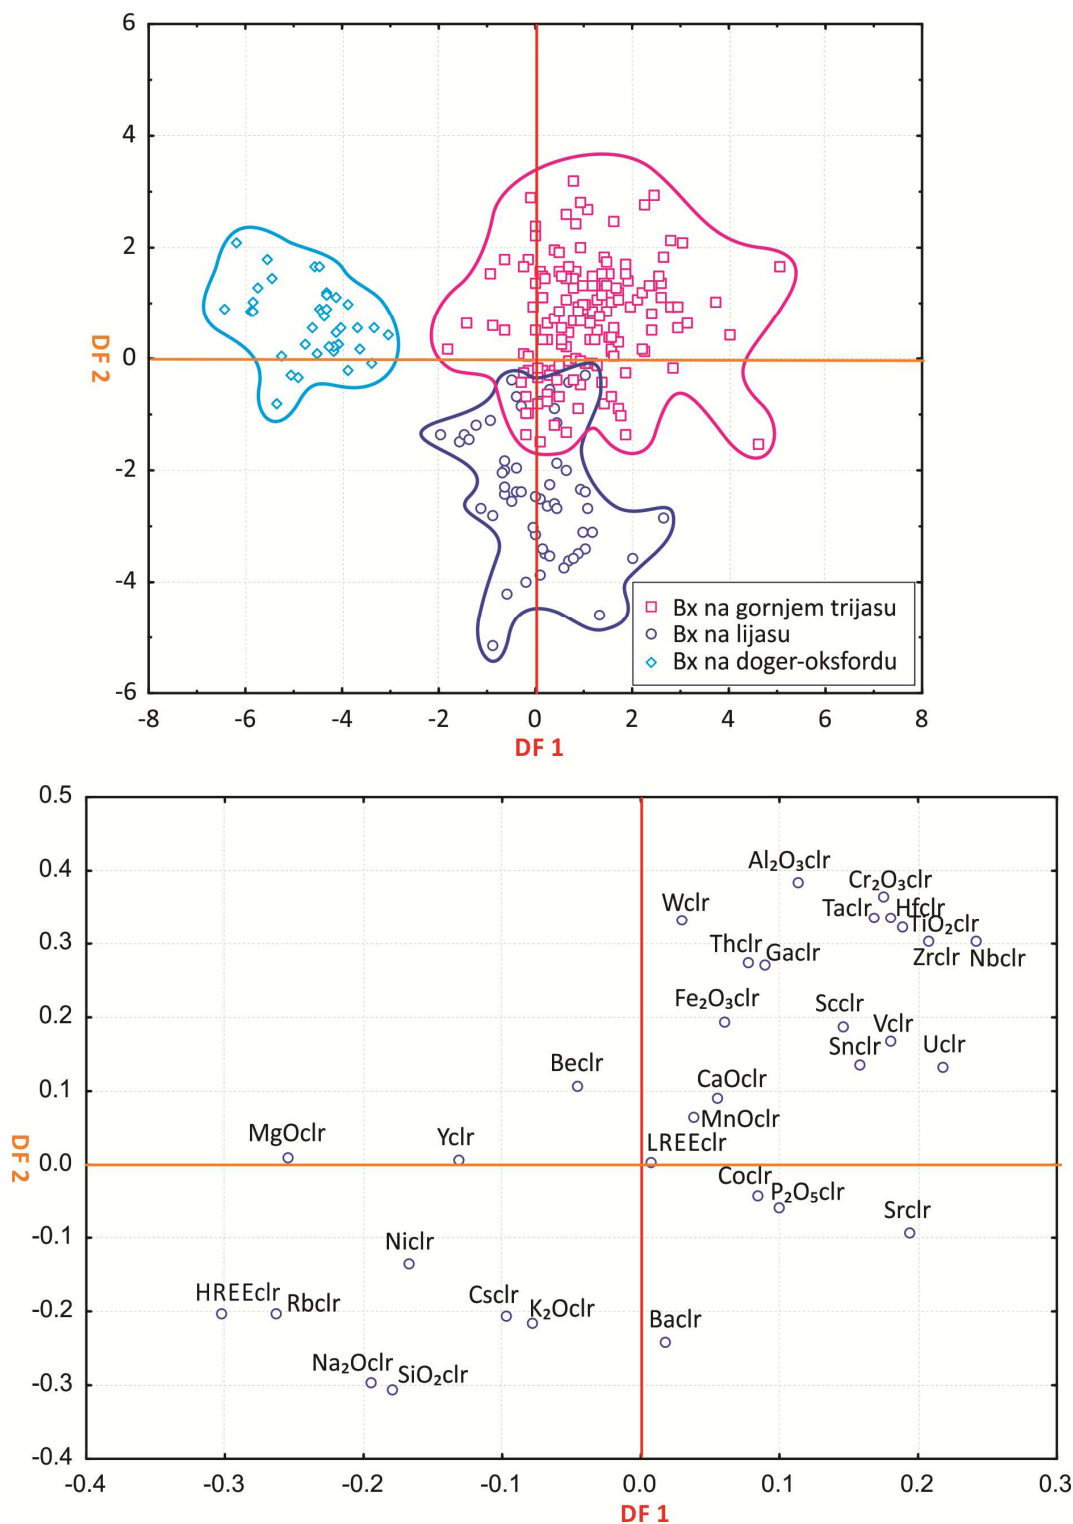 6
4
2
0
-2
-4
-6
DF 2
Bx na gornjem trijasu
Bx na lijasu
Bx na doger-oksfordu
-8 -6 -4 -2 0 2 4 6 8
DF 1
0.5
0.4
0.3
0.2
0.1
0.0
-0.1
-0.2
-0.3
-0.4
DF 2
Al₂O₃clr
Cr₂O₃clr
Wclr
Taclr
Hfclr
TiO₂clr
Thclr
Gaclr
Zrclr
Nbclr
Fe₂O₃clr
Scclr
Vclr
Snclr
Uclr
Beclr
CaOclr
MnOclr
MgOclr
Yclr
LREEclr
Coclr
P₂O₅clr
Srclr
Niclr
HREEclr
Rbclr
Csclr
K₂Oclr
Baclr
Na₂Oclr
SiO₂clr
-0.4 -0.3 -0.2 -0.1 0.0 0.1 0.2 0.3
DF 1